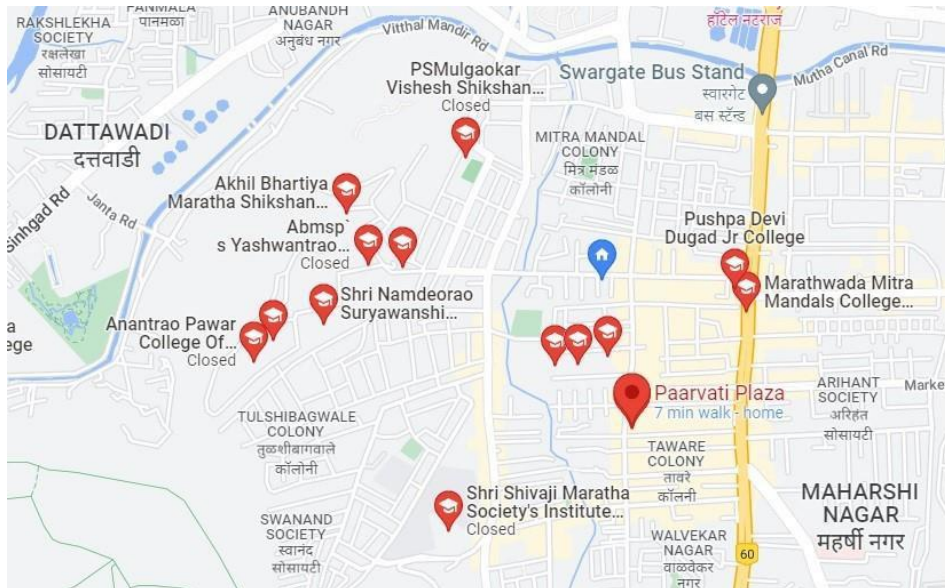 RAKSHLEKHA
SOCIETY
रक्षलेखा
सोसायटी
PANMALA
पानमळा
ANUBANDH
NAGAR
अनुबंध नगर
Vitthal Mandir Rd
हॉटेल नटराज
Mutha Canal Rd
PSMulgaokar
Vishesh Shikshan...
Closed
Swargate Bus Stand
स्वारगेट
बस स्टॅन्ड
DATTAWADI
दत्तवाडी
MITRA MANDAL
COLONY
मित्र मंडळ
कॉलोनी
Sinhgad Rd
Janta Rd
Akhil Bhartiya
Maratha Shikshan...
Abmsp`
s Yashwantrao...
Closed
Pushpa Devi
Dugad Jr College
Marathwada Mitra
Mandals College...
Shri Namdeorao
Suryawanshi...
Anantrao Pawar
College Of...
Closed
a
ege
Paarvati Plaza
7 min walk - home
ARIHANT
SOCIETY
अरिहंत
सोसायटी
Marke
TULSHIBAGWALE
COLONY
तुळशीबागवाले
कॉलोनी
TAWARE
COLONY
तावरे
कॉलनी
Shri Shivaji Maratha
Society's Institute...
Closed
MAHARSHI
NAGAR
महर्षी नगर
SWANAND
SOCIETY
स्वानंद
सोसायटी
WALVEKAR
NAGAR
वाळवेकर
नगर
60